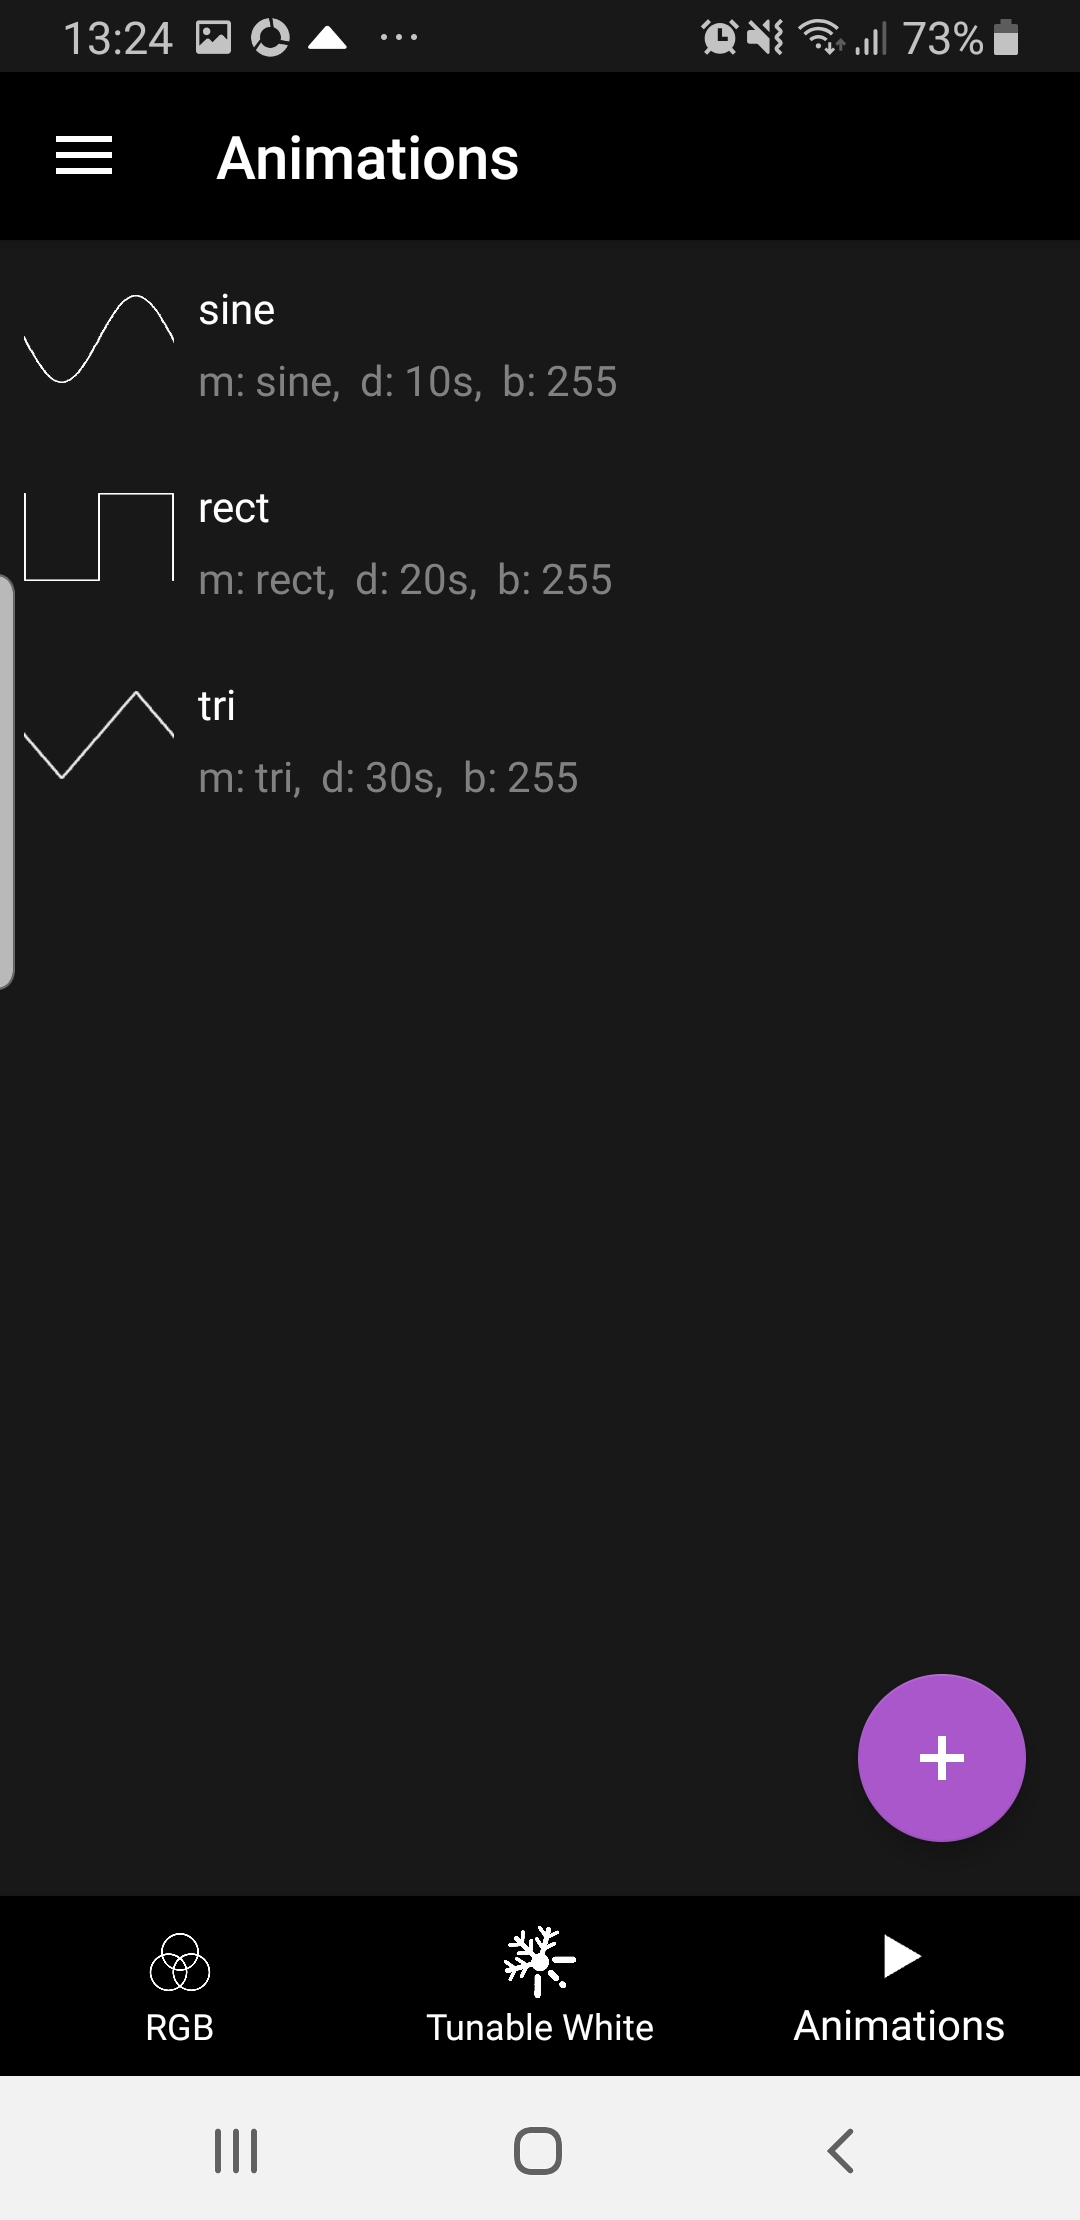 13:24 73%
Animations
sine
m: sine, d: 10s, b: 255
rect
m: rect, d: 20s, b: 255
tri
m: tri, d: 30s, b: 255
RGB Tunable White Animations